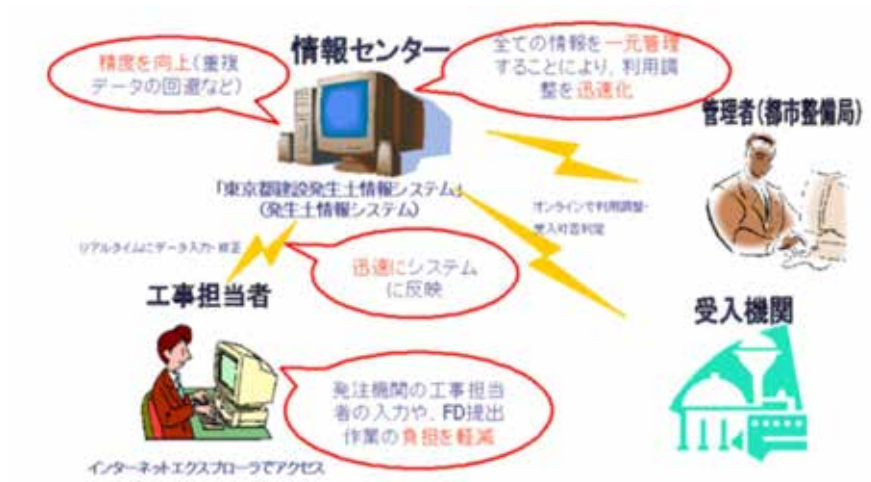 情報センター
精度を向上(重複
データの回避など)
全ての情報を一元管理
することにより、利用調
整を迅速化
管理者(都市整備局)
「東京都建設発生土情報システム」
(発生土情報システム)
オンラインで利用調整・
受入可否判定
リアルタイムにデータ入力・修正
迅速にシステム
に反映
工事担当者
受入機関
発注機関の工事担当
者の入力や、FD提出
作業の負担を軽減
インターネットエクスプローラでアクセス